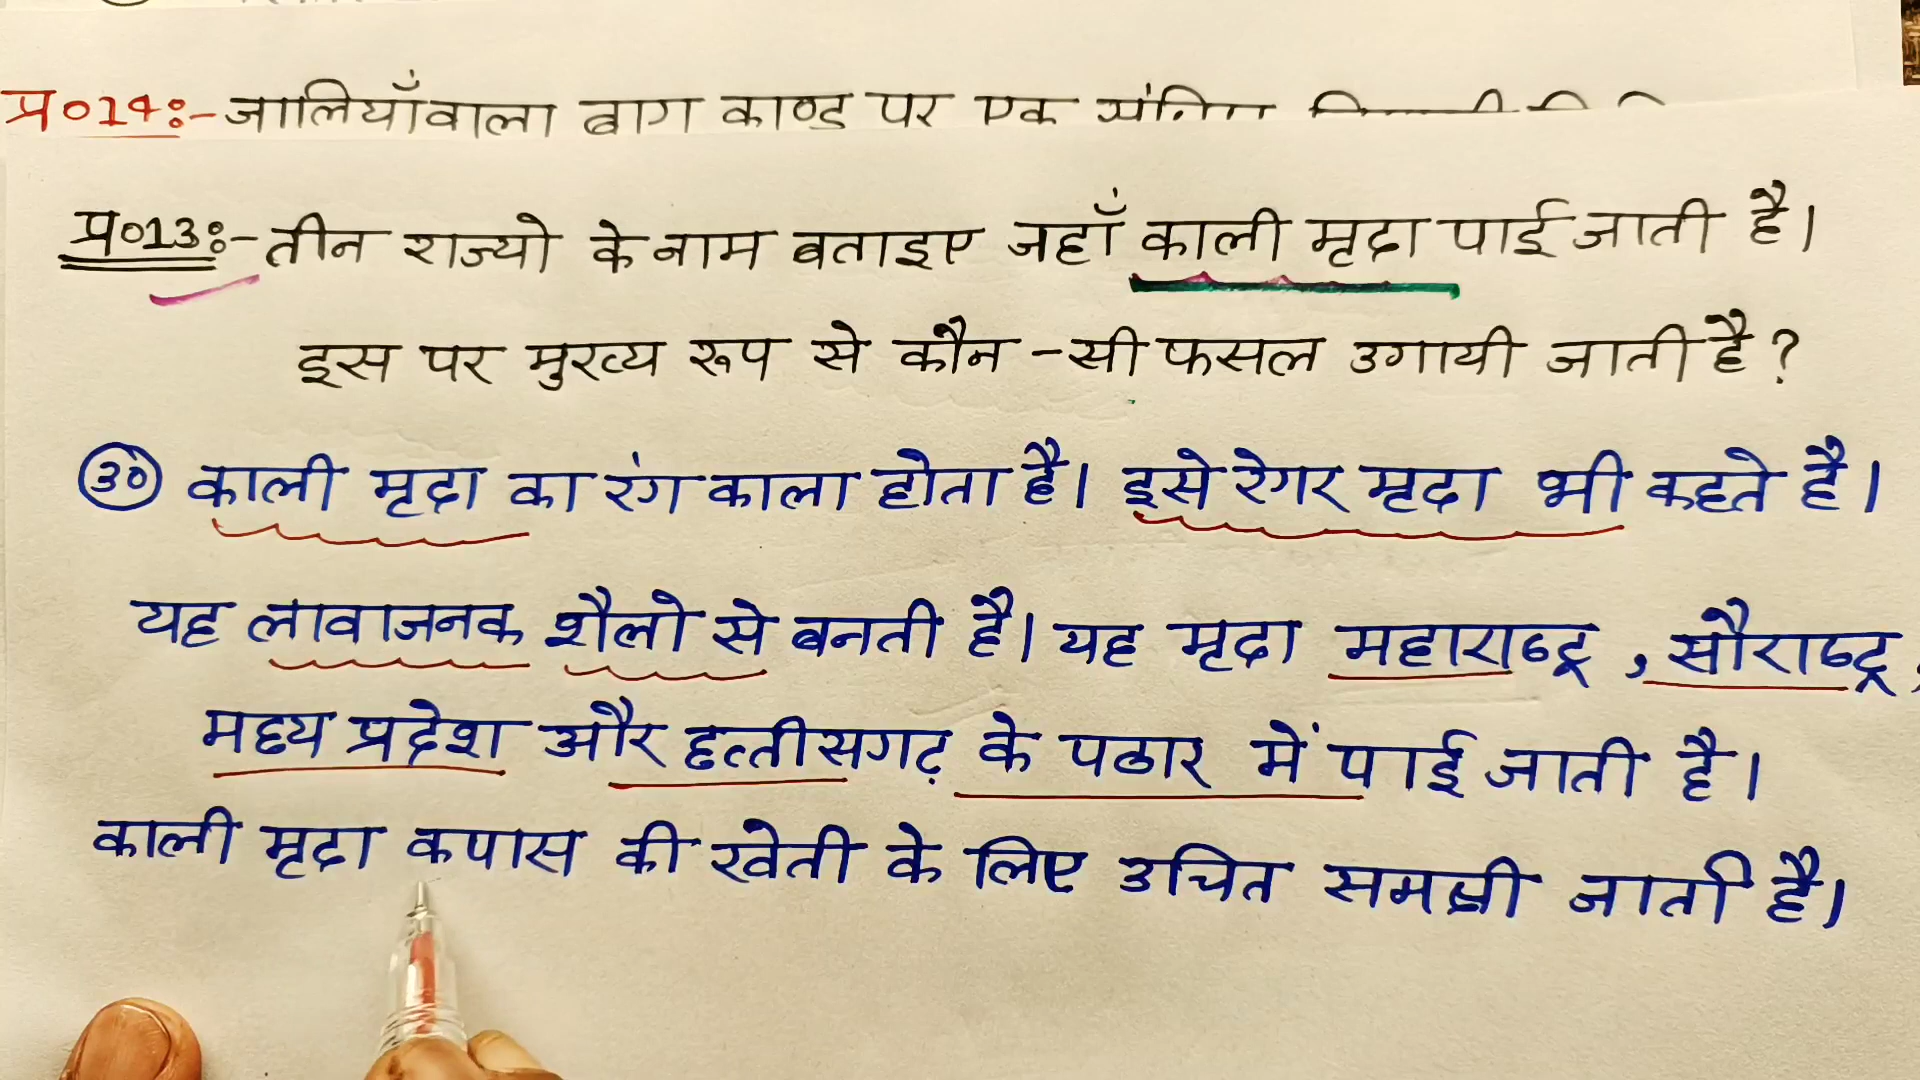 प्र०14:- जालियाँवाला बाग काण्ड पर एक
प्र०13:- तीन राज्यो के नाम बताइए जहाँ काली मृदा पाई जाती है।
इस पर मुख्य रूप से कौन-सी फसल उगायी जाती है?
उ० काली मृदा का रंग काला होता है। इसे रेगर मृदा भी कहते है।
यह लावाजनक शैलो से बनती है। यह मृदा महाराष्ट्र, सौराष्ट्र,
मध्य प्रदेश और छत्तीसगढ़ के पठार में पाई जाती है।
काली मृदा कपास की खेती के लिए उचित समझी जाती है।